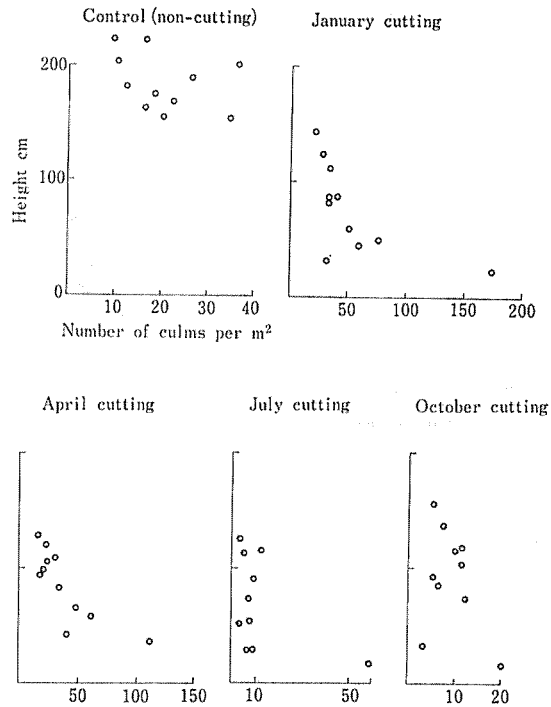 Control (non-cutting)
January cutting
Height cm
200
100
0
10 20 30 40
Number of culms per m²
50 100 150 200
April cutting
July cutting
October cutting
50 100
10 50
10 20